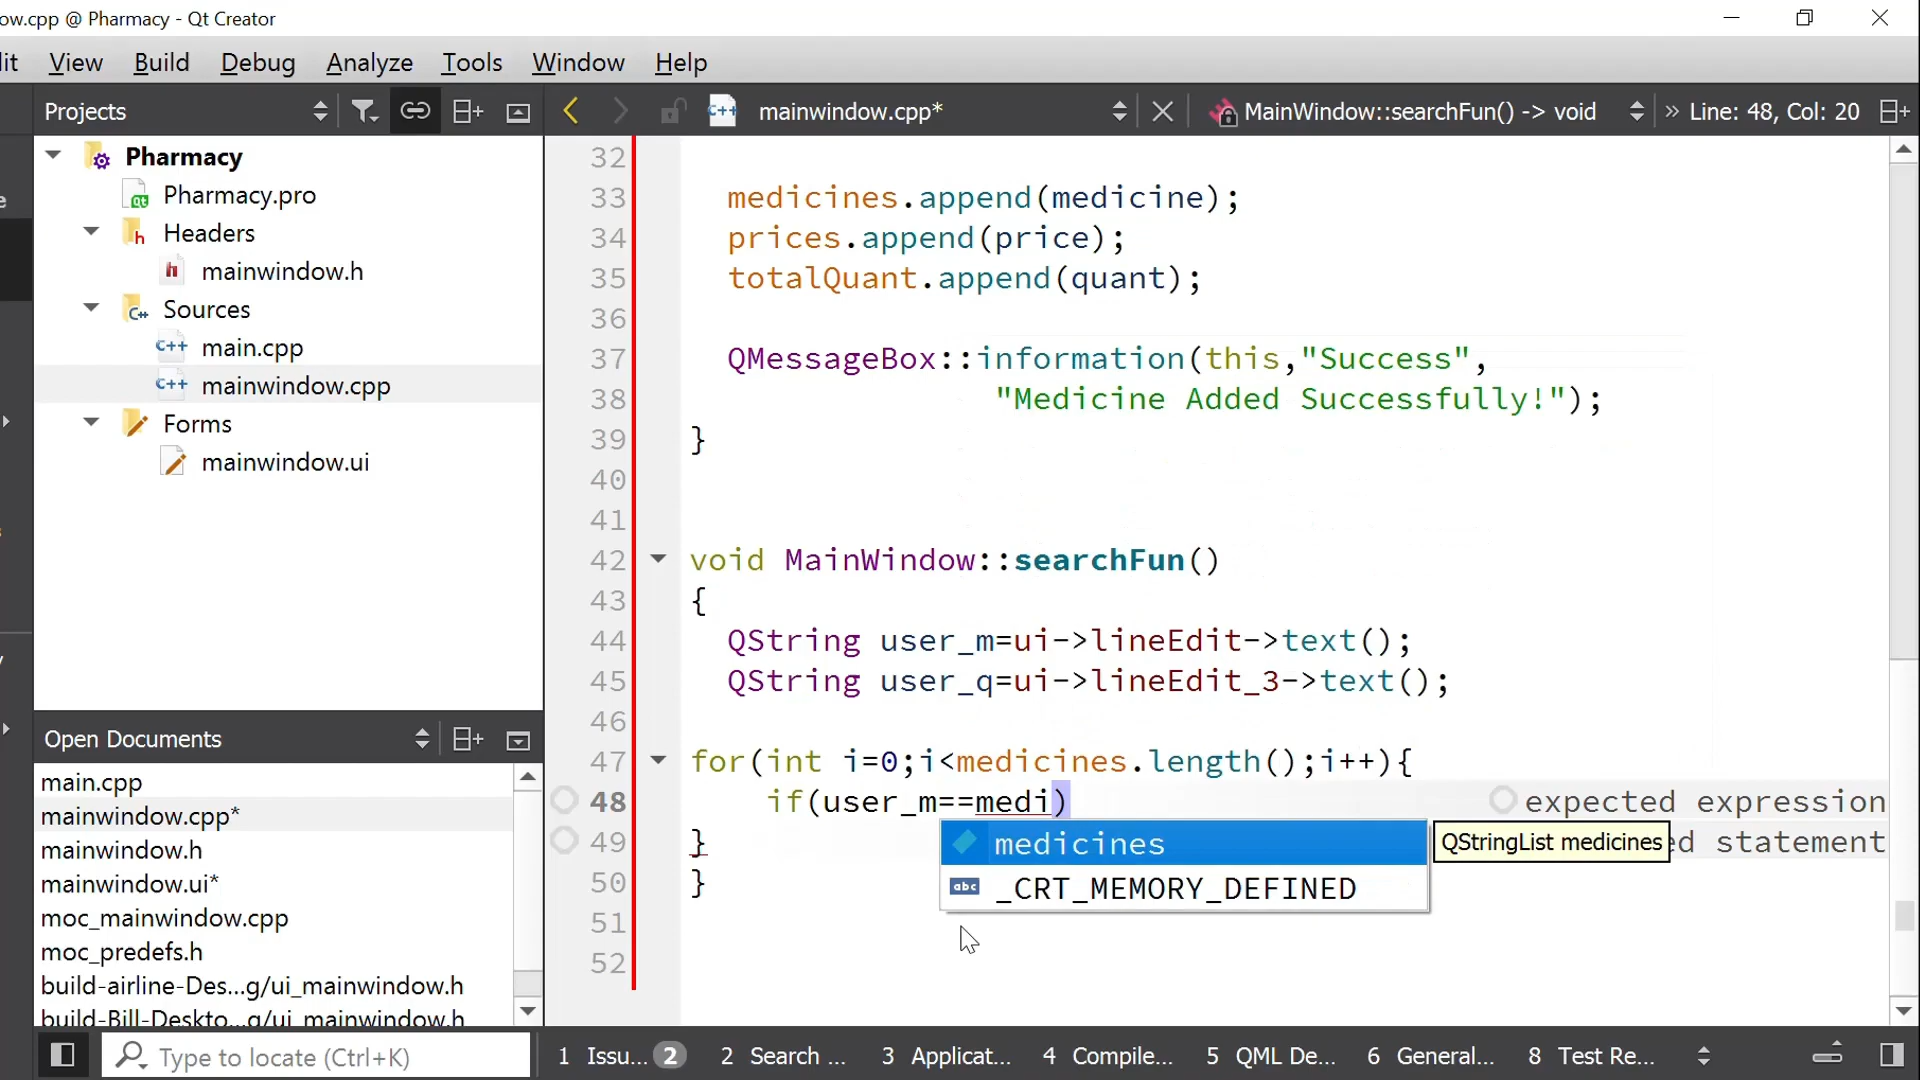 ow.cpp @ Pharmacy - Qt Creator
it View Build Debug Analyze Tools Window Help
Projects
mainwindow.cpp*
MainWindow::searchFun() -> void
» Line: 48, Col: 20
Pharmacy
Pharmacy.pro
Headers
mainwindow.h
Sources
main.cpp
mainwindow.cpp
Forms
mainwindow.ui
Open Documents
main.cpp
mainwindow.cpp*
mainwindow.h
mainwindow.ui*
moc_mainwindow.cpp
moc_predefs.h
build-airline-Des...g/ui_mainwindow.h
build-Bill-Deskto...g/ui_mainwindow.h
32
33 medicines.append(medicine);
34 prices.append(price);
35 totalQuant.append(quant);
36
37 QMessageBox::information(this,"Success",
38 "Medicine Added Successfully!");
39 }
40
41
42 void MainWindow::searchFun()
43 {
44 QString user_m=ui->lineEdit->text();
45 QString user_q=ui->lineEdit_3->text();
46
47 for(int i=0;i<medicines.length();i++){
48 if(user_m==medi) expected expression
49 } d statement
50 }
51
52
medicines
QStringList medicines
abc _CRT_MEMORY_DEFINED
Type to locate (Ctrl+K)
1 Issu... 2
2 Search ...
3 Applicat...
4 Compile...
5 QML De...
6 General...
8 Test Re...